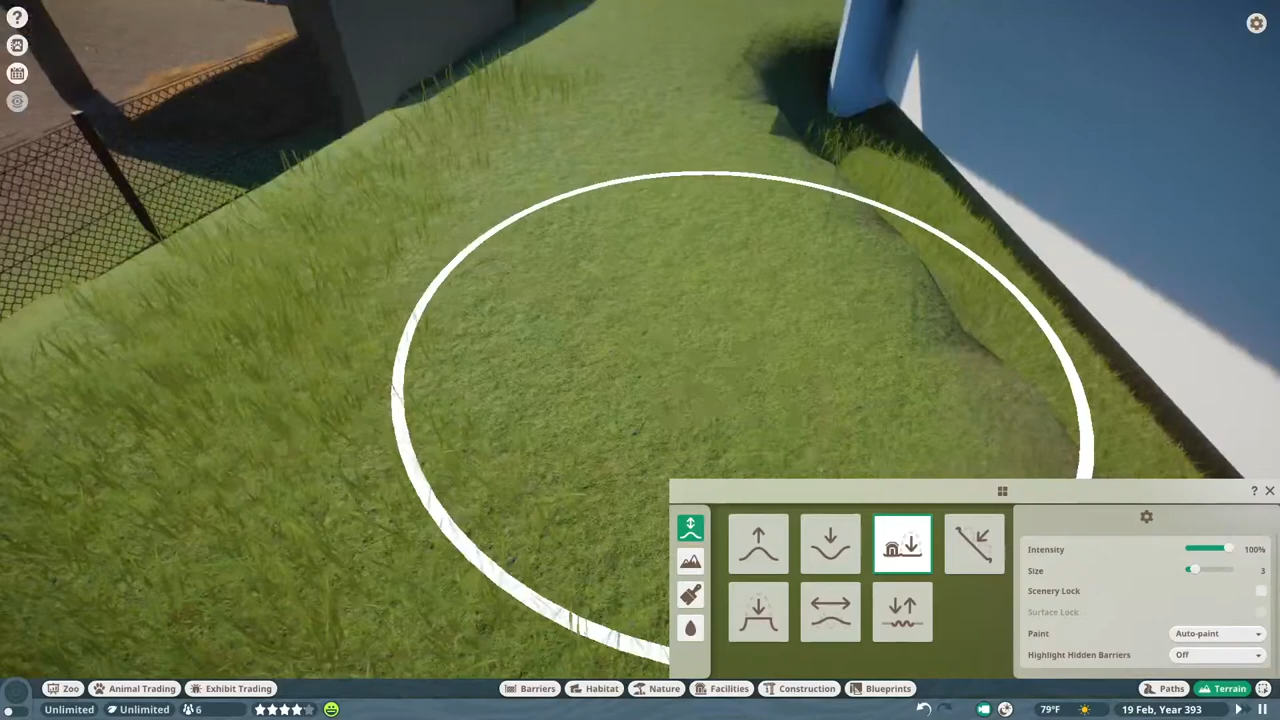 ?
? ×
Intensity 100%
Size 3
Scenery Lock
Surface Lock
Paint Auto-paint
Highlight Hidden Barriers Off
Zoo Animal Trading Exhibit Trading Barriers Habitat Nature Facilities Construction Blueprints Paths Terrain
Unlimited Unlimited 6 79°F 19 Feb, Year 393